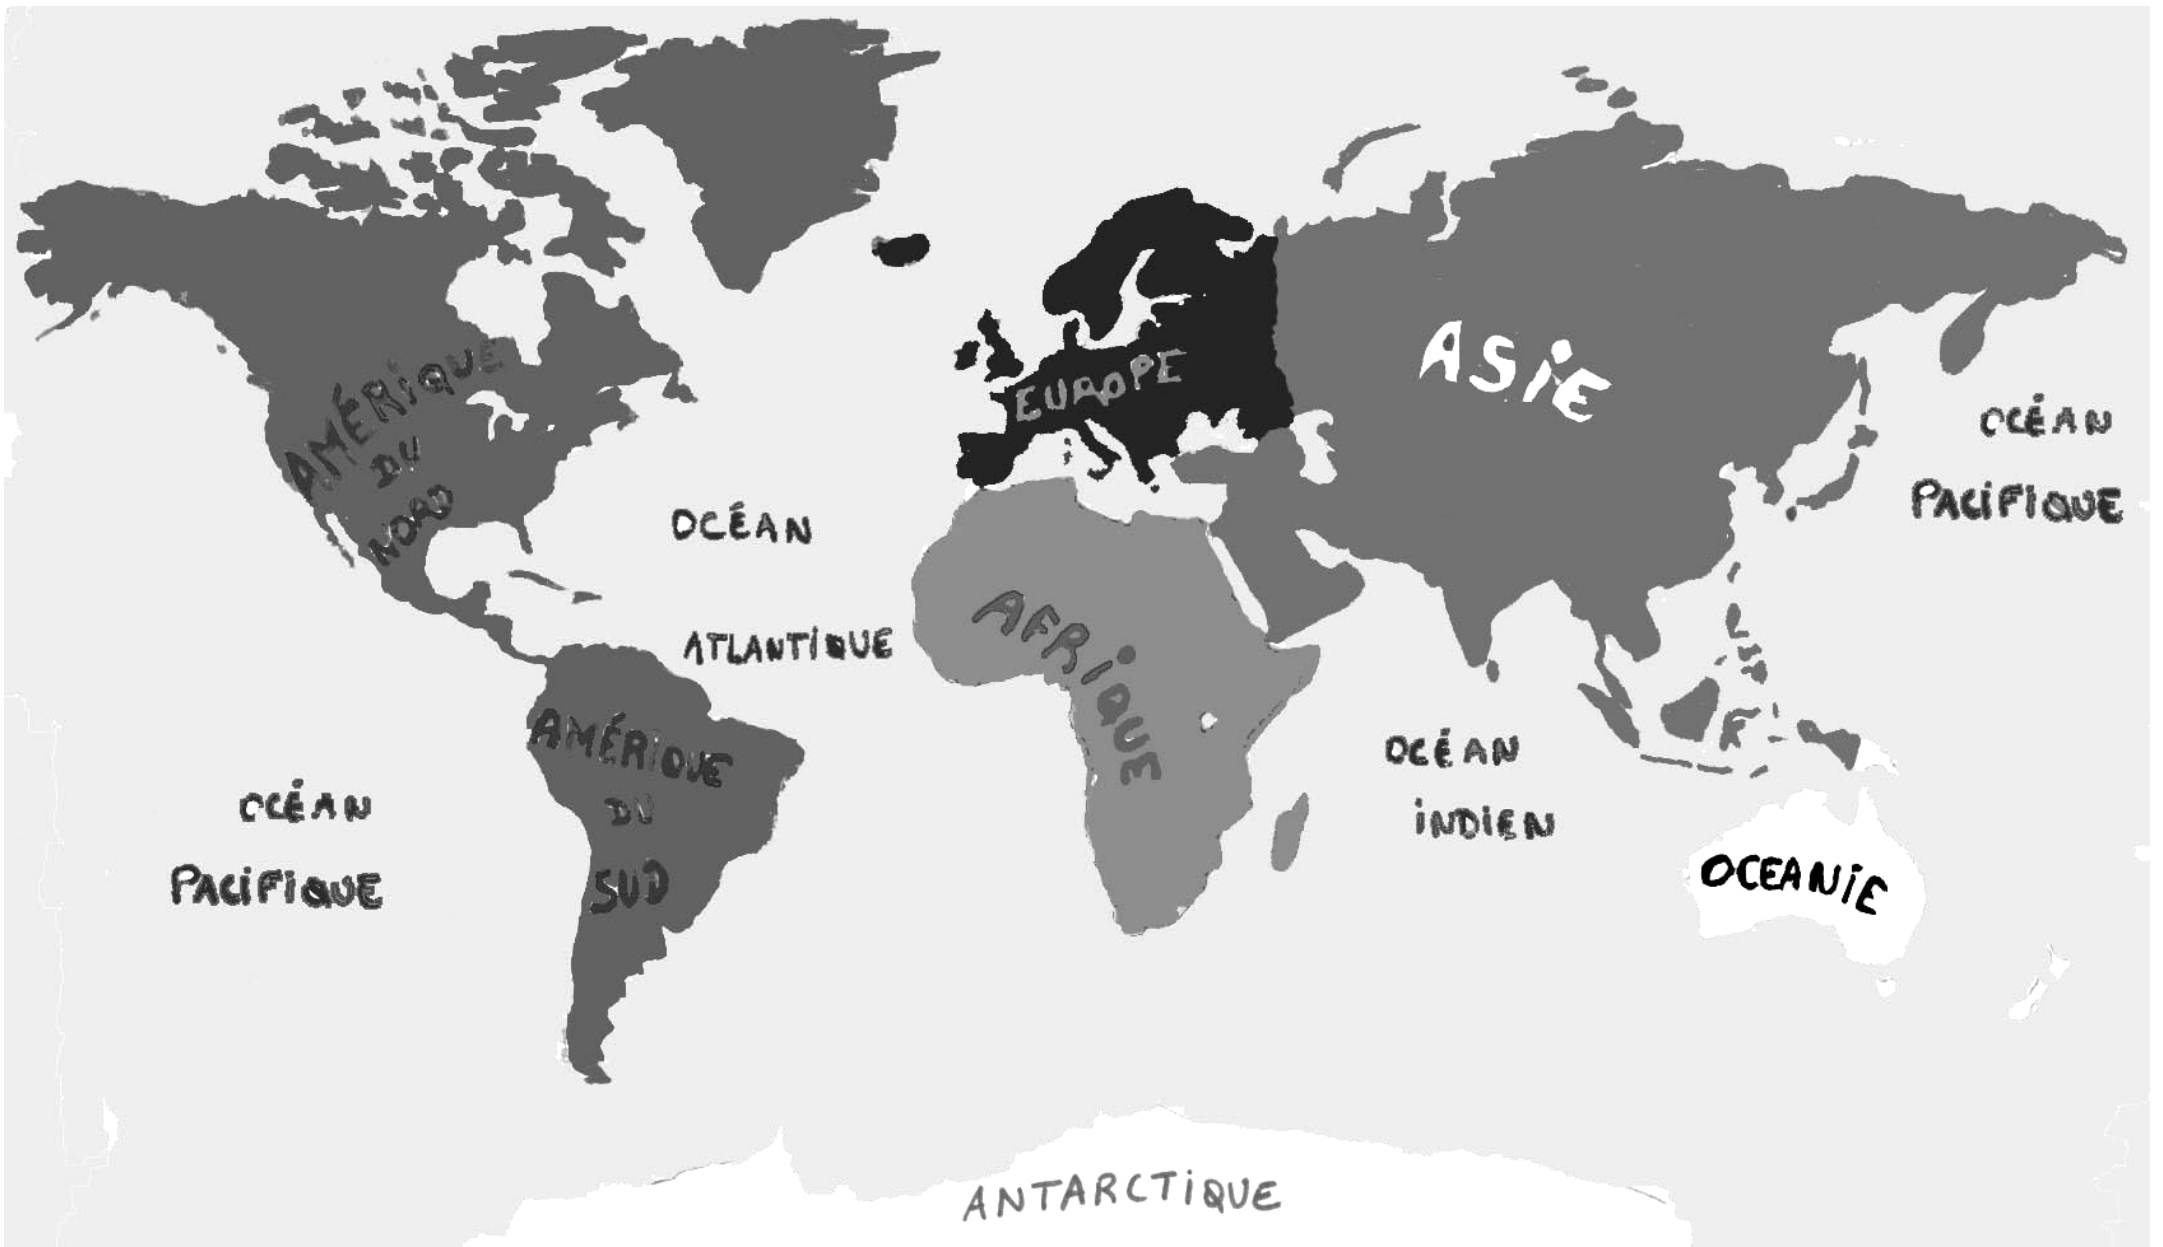 AMÉRIQUE
DU
NORD
EUROPE
ASiE
OCÉAN
PACiFiQUE
OCÉAN
ATLANTiQUE
AFRiQUE
AMÉRiQUE
DU
SUD
OCÉAN
iNDiEN
OCÉAN
PACiFiQUE
OCEANiE
ANTARCTiQUE